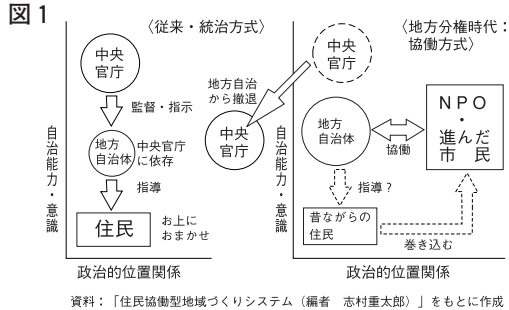 図1
〈従来・統治方式〉
中央
官庁
監督・指示
地方
自治体
中央官庁
に依存
指導
住民
お上に
おまかせ
自治能力・意識
政治的位置関係
〈地方分権時代：
協働方式〉
中央
官庁
地方自治
から撤退
中央
官庁
地方
自治体
協働
NPO
・
進んだ
市民
指導？
昔ながらの
住民
巻き込む
自治能力・意識
政治的位置関係
資料：「住民協働型地域づくりシステム（編者　志村重太郎）」をもとに作成